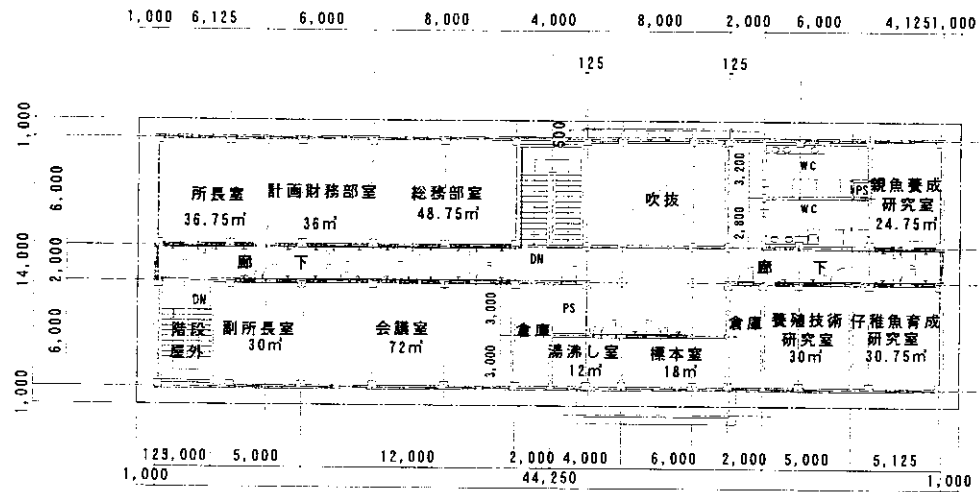 1,000 6,125 6,000 8,000 4,000 8,000 2,000 6,000 4,125 1,000
125 125
1,000
6,000
14,000
2,000
6,000
1,000
500
3,200
2,800
WC
WC
PS
所長室
36.75㎡
計画財務部室
36㎡
総務部室
48.75㎡
吹抜
親魚養成
研究室
24.75㎡
廊 下
DN
廊 下
DN
階段
屋外
副所長室
30㎡
会議室
72㎡
3,000
3,000
倉庫
PS
湯沸し室
12㎡
標本室
18㎡
倉庫
養殖技術
研究室
30㎡
仔稚魚育成
研究室
30.75㎡
123,000 5,000 12,000 2,000 4,000 6,000 2,000 5,000 5,125
1,000 44,250 1,000